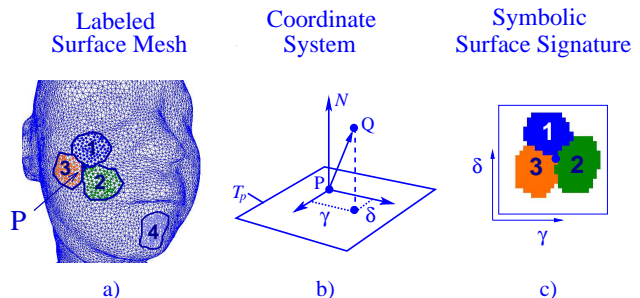 Labeled
Surface Mesh
Coordinate
System
Symbolic
Surface Signature
1
3
2
P
4
N
Q
P
T_p
γ
δ
1
3
2
δ
γ
a)
b)
c)